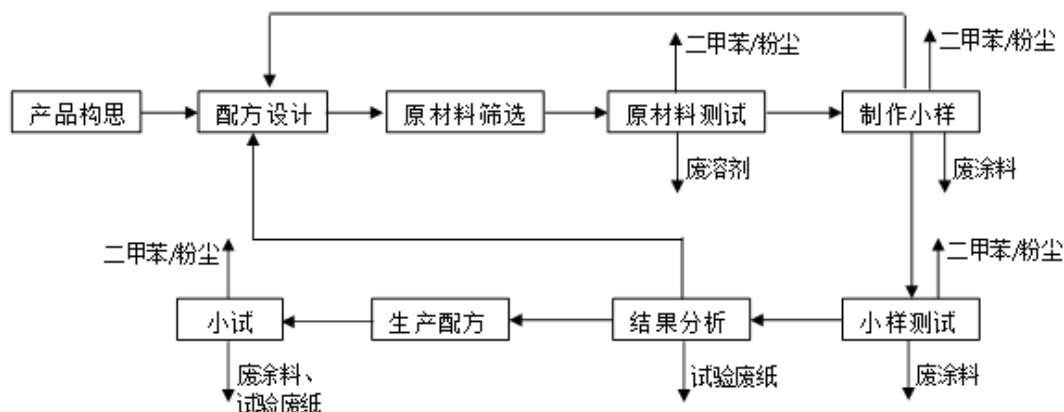 二甲苯/粉尘
二甲苯/粉尘
产品构思
配方设计
原材料筛选
原材料测试
制作小样
废溶剂
废涂料
二甲苯/粉尘
二甲苯/粉尘
小试
生产配方
结果分析
小样测试
废涂料、
试验废纸
试验废纸
废涂料